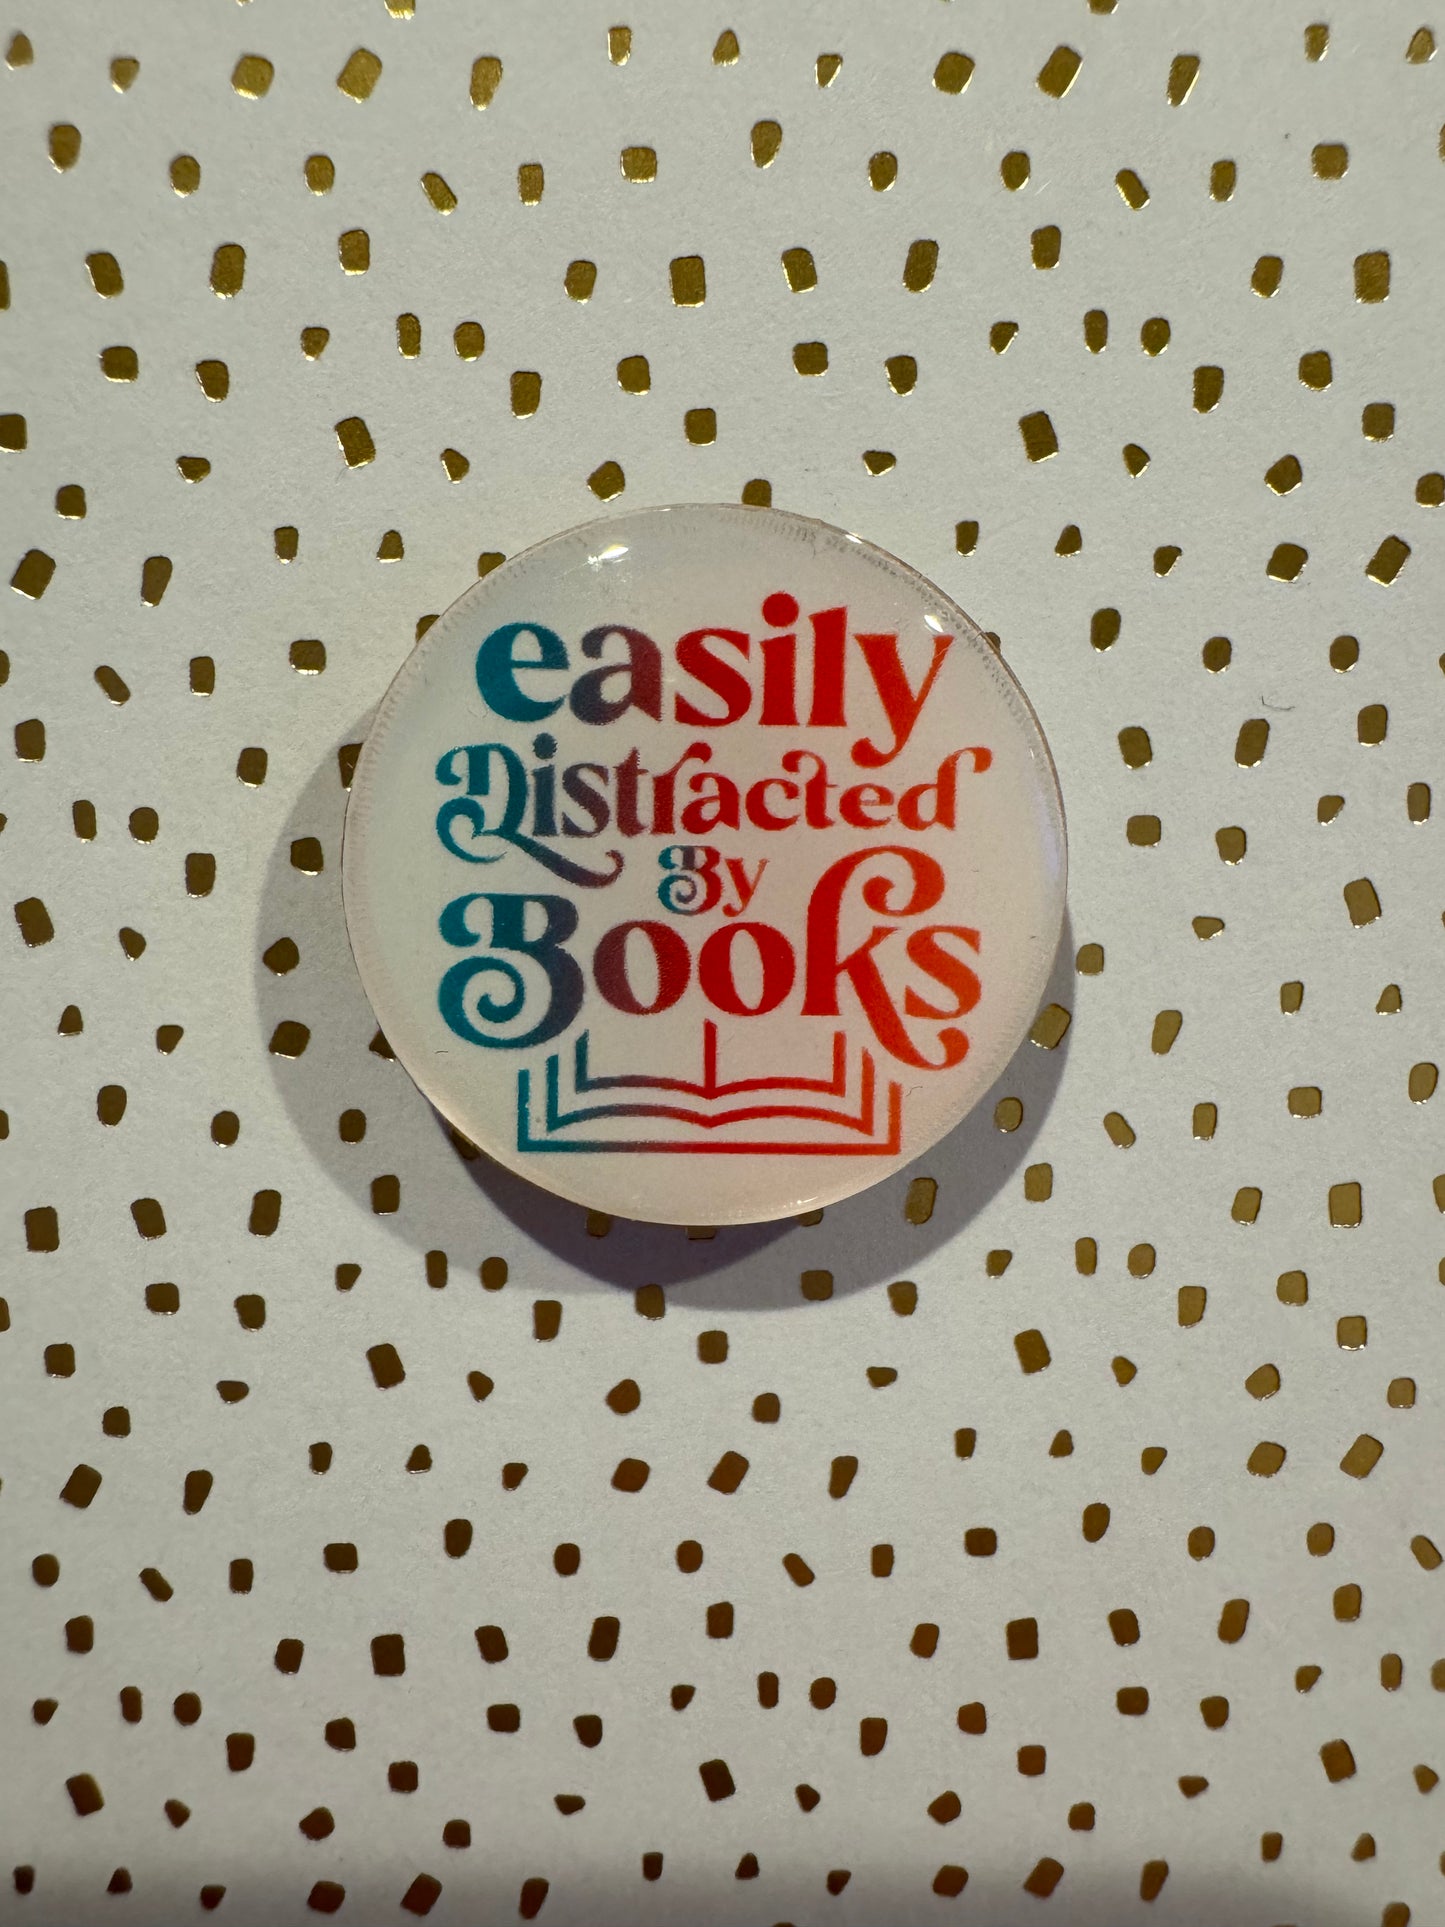 easily
Distracted
By
Books